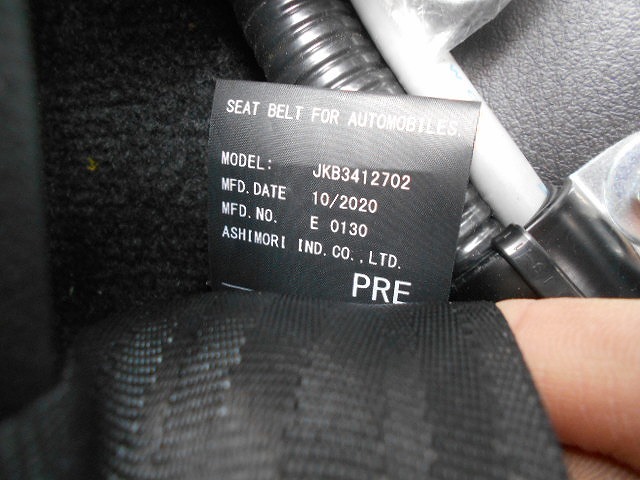 SEAT BELT FOR AUTOMOBILES.
MODEL: JKB3412702
MFD.DATE 10/2020
MFD.NO. E 0130
ASHIMORI IND.CO.,LTD.
PRE